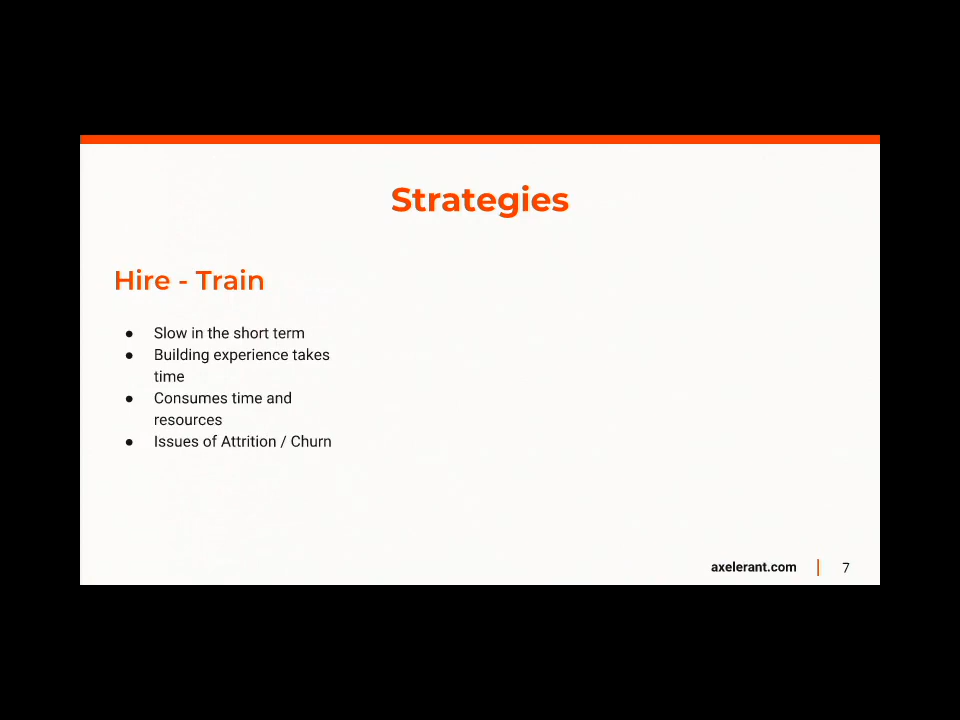 Strategies
Hire - Train
● Slow in the short term
● Building experience takes
time
● Consumes time and
resources
● Issues of Attrition / Churn
axelerant.com | 7